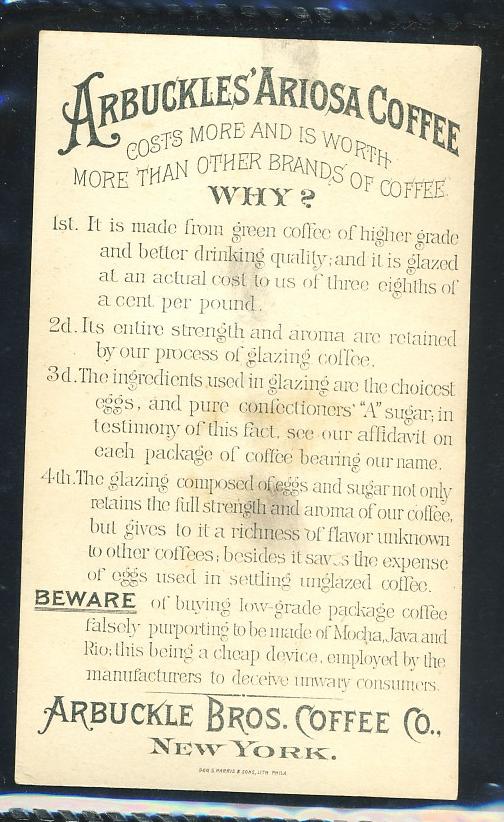 ARBUCKLES' ARIOSA COFFEE
COSTS MORE AND IS WORTH
MORE THAN OTHER BRANDS OF COFFEE
WHY?
1st. It is made from green coffee of higher grade
and better drinking quality; and it is glazed
at an actual cost to us of three eighths of
a cent per pound.
2d. Its entire strength and aroma are retained
by our process of glazing coffee.
3d. The ingredients used in glazing are the choicest
eggs, and pure confectioners' "A" sugar; in
testimony of this fact, see our affidavit on
each package of coffee bearing our name.
4th. The glazing composed of eggs and sugar not only
retains the full strength and aroma of our coffee,
but gives to it a richness of flavor unknown
to other coffees; besides it saves the expense
of eggs used in settling unglazed coffee.
BEWARE of buying low-grade package coffee
falsely purporting to be made of Mocha, Java and
Rio; this being a cheap device, employed by the
manufacturers to deceive unwary consumers.
ARBUCKLE BROS. COFFEE CO.,
NEW YORK.
GEO S. HARRIS & SONS, LITH. PHILA.